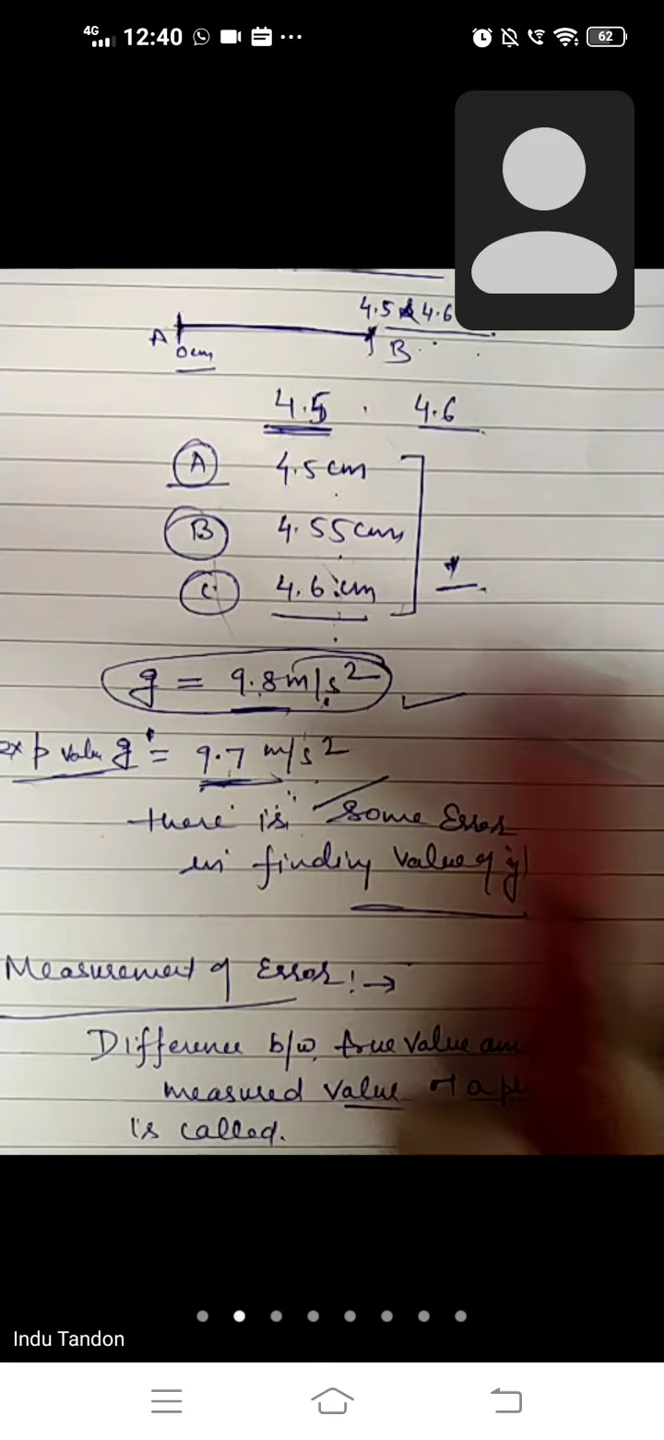 4G 12:40 62
4.5 & 4.6
A
0cm
B
4.5 . 4.6
A 4.5cm
B 4.55cm
C 4.6cm
g = 9.8m/s2
exp value g = 9.7 m/s2
there is some Error
in finding value of 'g'
Measurement of Error! →
Difference b/w true value
measured value of a
is called.
Indu Tandon